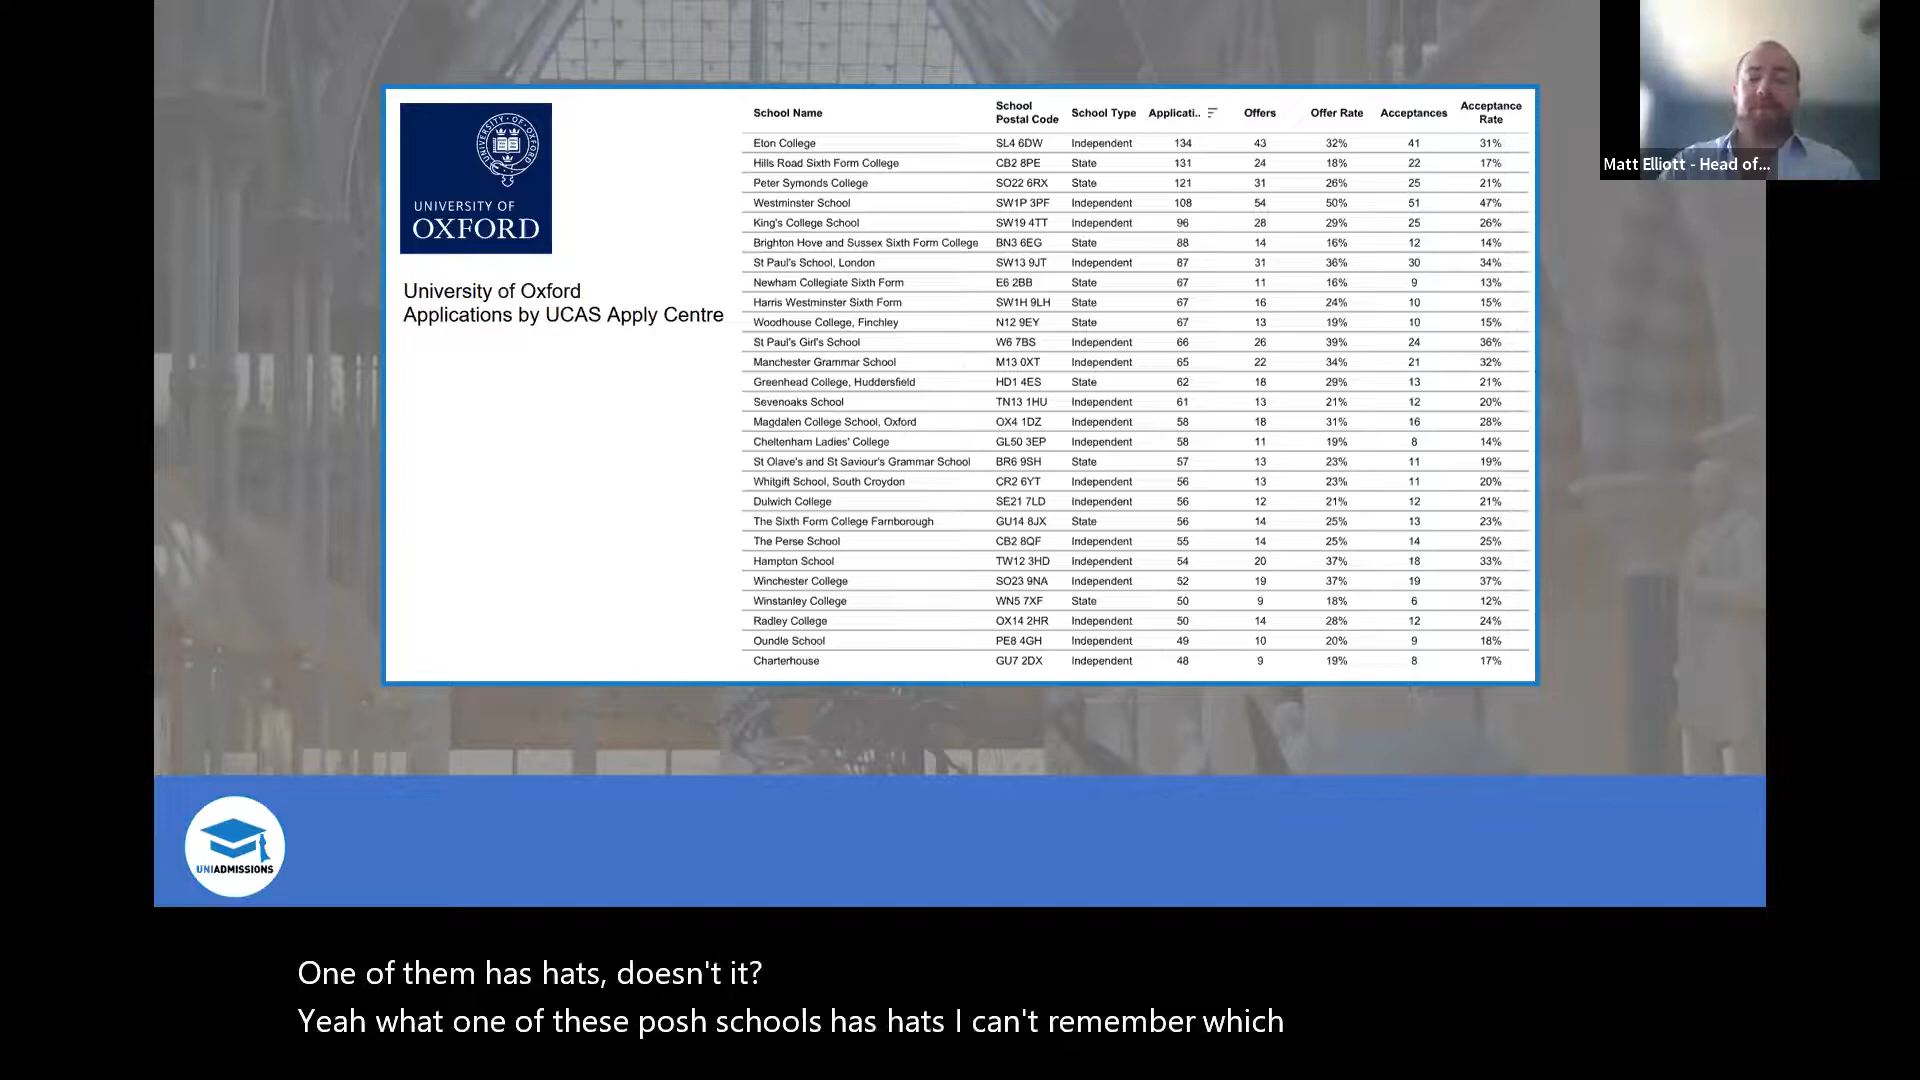 Matt Elliott - Head of...
UNIVERSITY OF
OXFORD
University of Oxford
Applications by UCAS Apply Centre
School Name School Postal Code School Type Applicati.. Offers Offer Rate Acceptances Acceptance Rate
Eton College SL4 6DW Independent 134 43 32% 41 31%
Hills Road Sixth Form College CB2 8PE State 131 24 18% 22 17%
Peter Symonds College SO22 6RX State 121 31 26% 25 21%
Westminster School SW1P 3PF Independent 108 54 50% 51 47%
King's College School SW19 4TT Independent 96 28 29% 25 26%
Brighton Hove and Sussex Sixth Form College BN3 6EG State 88 14 16% 12 14%
St Paul's School, London SW13 9JT Independent 87 31 36% 30 34%
Newham Collegiate Sixth Form E6 2BB State 67 11 16% 9 13%
Harris Westminster Sixth Form SW1H 9LH State 67 16 24% 10 15%
Woodhouse College, Finchley N12 9EY State 67 13 19% 10 15%
St Paul's Girl's School W6 7BS Independent 66 26 39% 24 36%
Manchester Grammar School M13 0XT Independent 65 22 34% 21 32%
Greenhead College, Huddersfield HD1 4ES State 62 18 29% 13 21%
Sevenoaks School TN13 1HU Independent 61 13 21% 12 20%
Magdalen College School, Oxford OX4 1DZ Independent 58 18 31% 16 28%
Cheltenham Ladies' College GL50 3EP Independent 58 11 19% 8 14%
St Olave's and St Saviour's Grammar School BR6 9SH State 57 13 23% 11 19%
Whitgift School, South Croydon CR2 6YT Independent 56 13 23% 11 20%
Dulwich College SE21 7LD Independent 56 12 21% 12 21%
The Sixth Form College Farnborough GU14 8JX State 56 14 25% 13 23%
The Perse School CB2 8QF Independent 55 14 25% 14 25%
Hampton School TW12 3HD Independent 54 20 37% 18 33%
Winchester College SO23 9NA Independent 52 19 37% 19 37%
Winstanley College WN5 7XF State 50 9 18% 6 12%
Radley College OX14 2HR Independent 50 14 28% 12 24%
Oundle School PE8 4GH Independent 49 10 20% 9 18%
Charterhouse GU7 2DX Independent 48 9 19% 8 17%
UNIADMISSIONS
One of them has hats, doesn't it?
Yeah what one of these posh schools has hats I can't remember which